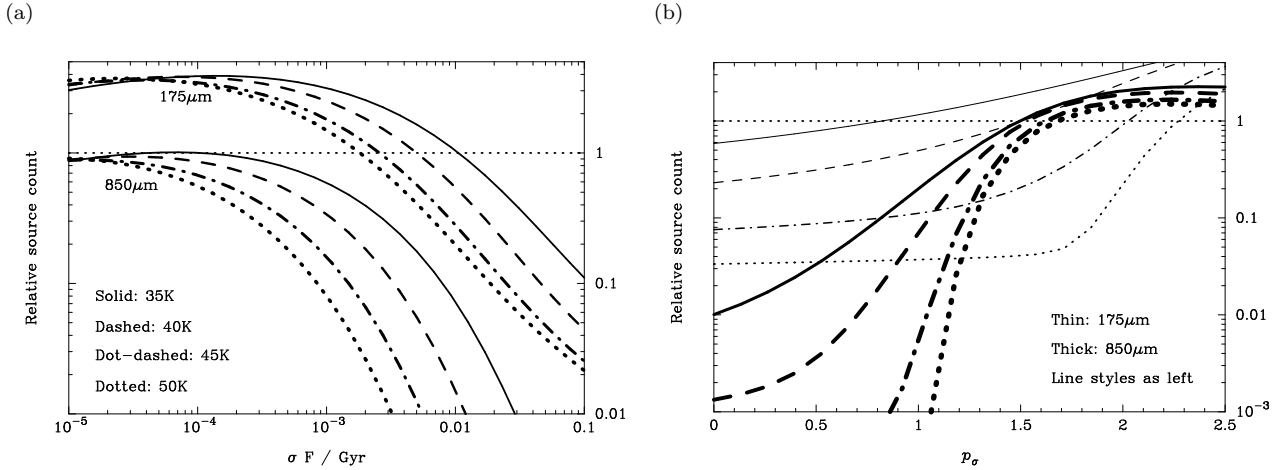 (a)
175μm
850μm
Relative source count
Solid: 35K
Dashed: 40K
Dot-dashed: 45K
Dotted: 50K
1
0.1
0.01
10⁻⁵
10⁻⁴
10⁻³
0.01
0.1
σ F / Gyr
(b)
Relative source count
Thin: 175μm
Thick: 850μm
Line styles as left
1
0.1
0.01
10⁻³
0
0.5
1
1.5
2
2.5
p_σ